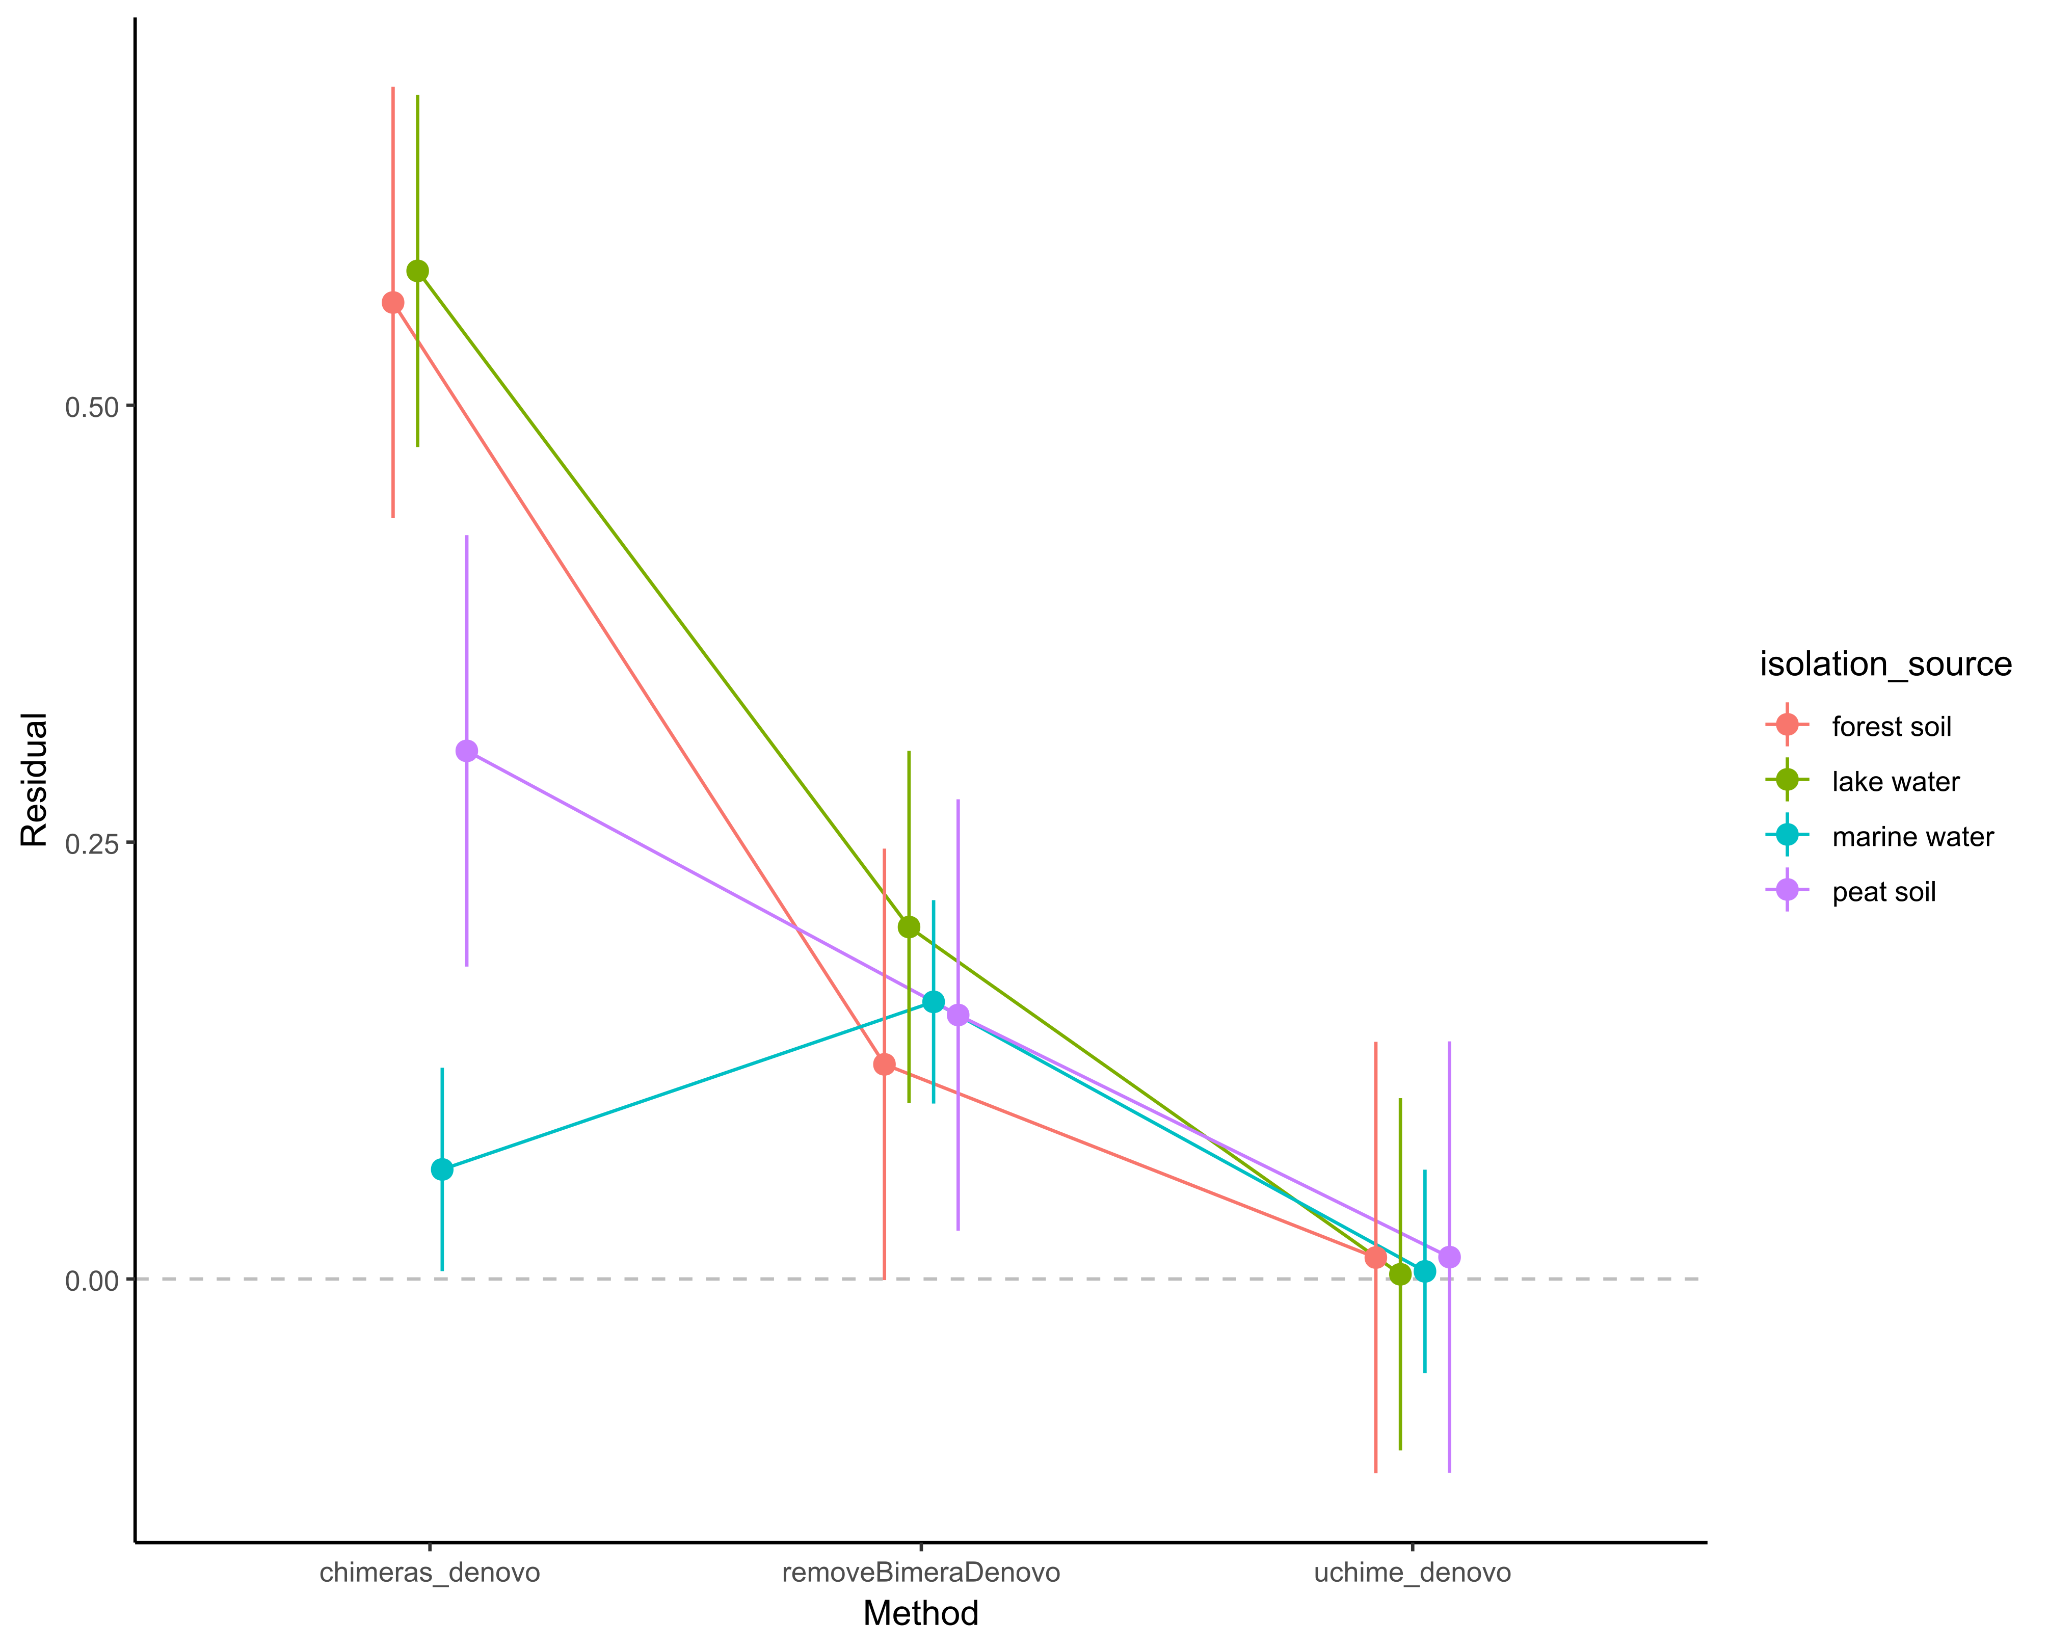 Residual
0.50
0.25
0.00
chimeras_denovo
removeBimeraDenovo
uchime_denovo
Method
isolation_source
forest soil
lake water
marine water
peat soil